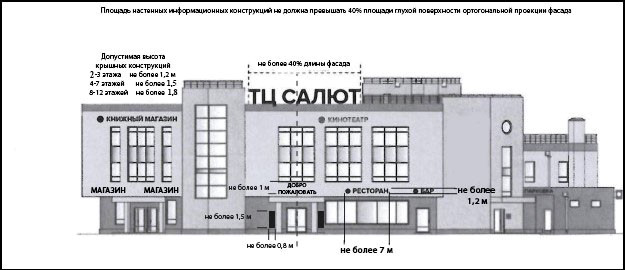 Площадь настенных информационных конструкций не должна превышать 40% площади глухой поверхности ортогональной проекции фасада
Допустимая высота
крышных конструкций
2-3 этажа не более 1,2 м
4-7 этажей не более 1,5
8-12 этажей не более 1,8
не более 40% длины фасада
ТЦ САЛЮТ
КНИЖНЫЙ МАГАЗИН
КИНОТЕАТР
МАГАЗИН
МАГАЗИН
не более 1 м
ДОБРО
ПОЖАЛОВАТЬ
РЕСТОРАН
БАР
не более
1,2 м
не более 1,5 м
не более 0,8 м
не более 7 м